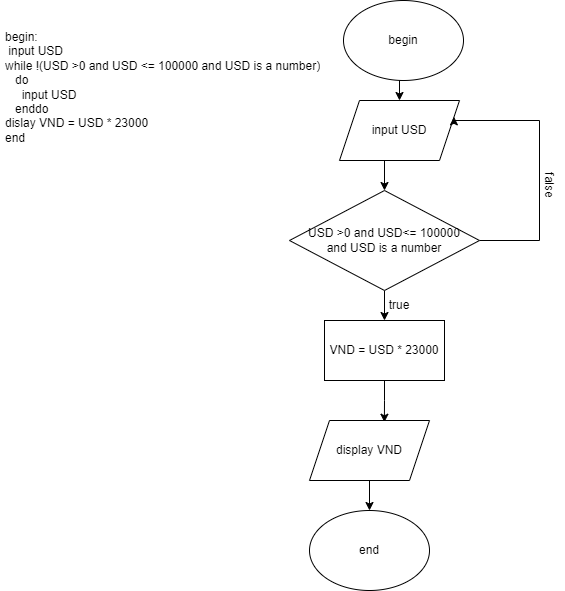 begin:
input USD
while !(USD >0 and USD <= 100000 and USD is a number)
do
input USD
enddo
dislay VND = USD * 23000
end
begin
input USD
USD >0 and USD<= 100000
and USD is a number
false
true
VND = USD * 23000
display VND
end